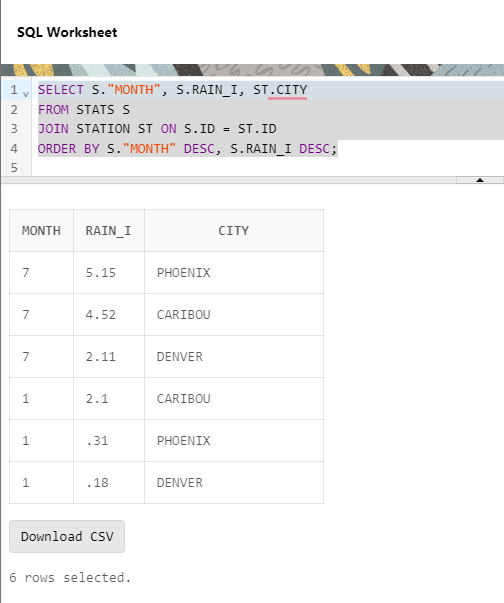 SQL Worksheet
1 SELECT S."MONTH", S.RAIN_I, ST.CITY
2 FROM STATS S
3 JOIN STATION ST ON S.ID = ST.ID
4 ORDER BY S."MONTH" DESC, S.RAIN_I DESC;
5
MONTH RAIN_I CITY
7 5.15 PHOENIX
7 4.52 CARIBOU
7 2.11 DENVER
1 2.1 CARIBOU
1 .31 PHOENIX
1 .18 DENVER
Download CSV
6 rows selected.